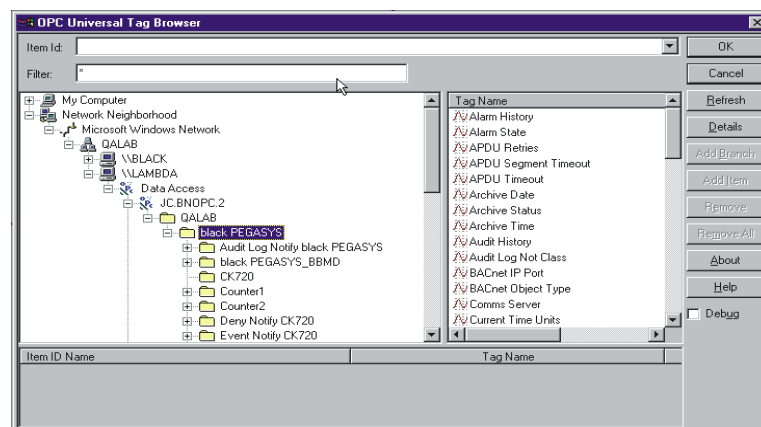 OPC Universal Tag Browser
Item Id:
OK
Filter: *
Cancel
My Computer
Network Neighborhood
Microsoft Windows Network
QALAB
\\BLACK
\\LAMBDA
Data Access
JC.BNOPC.2
QALAB
black PEGASYS
Audit Log Notify black PEGASYS
black PEGASYS_BBMD
CK720
Counter1
Counter2
Deny Notify CK720
Event Notify CK720
Tag Name
Alarm History
Alarm State
APDU Retries
APDU Segment Timeout
APDU Timeout
Archive Date
Archive Status
Archive Time
Audit History
Audit Log Not Class
BACnet IP Port
BACnet Object Type
Comms Server
Current Time Units
Refresh
Details
Add Branch
Add Item
Remove
Remove All
About
Help
Debug
Item ID Name
Tag Name